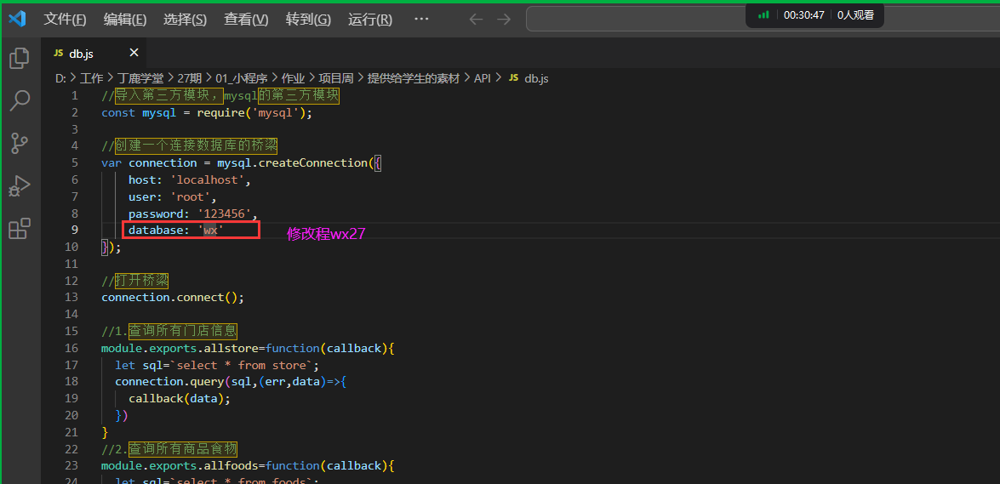 文件(F) 编辑(E) 选择(S) 查看(V) 转到(G) 运行(R) ···
00:30:47 0人观看
JS db.js
D: > 工作 > 丁鹿学堂 > 27期 > 01_小程序 > 作业 > 项目周 > 提供给学生的素材 > API > JS db.js
1 //导入第三方模块，mysql的第三方模块
2 const mysql = require('mysql');
3
4 //创建一个连接数据库的桥梁
5 var connection = mysql.createConnection({
6 host: 'localhost',
7 user: 'root',
8 password: '123456',
9 database: 'wx' 修改程wx27
10 });
11
12 //打开桥梁
13 connection.connect();
14
15 //1.查询所有门店信息
16 module.exports.allstore=function(callback){
17 let sql=`select * from store`;
18 connection.query(sql,(err,data)=>{
19 callback(data);
20 })
21 }
22 //2.查询所有商品食物
23 module.exports.allfoods=function(callback){
24 let sql=`select * from foods`;